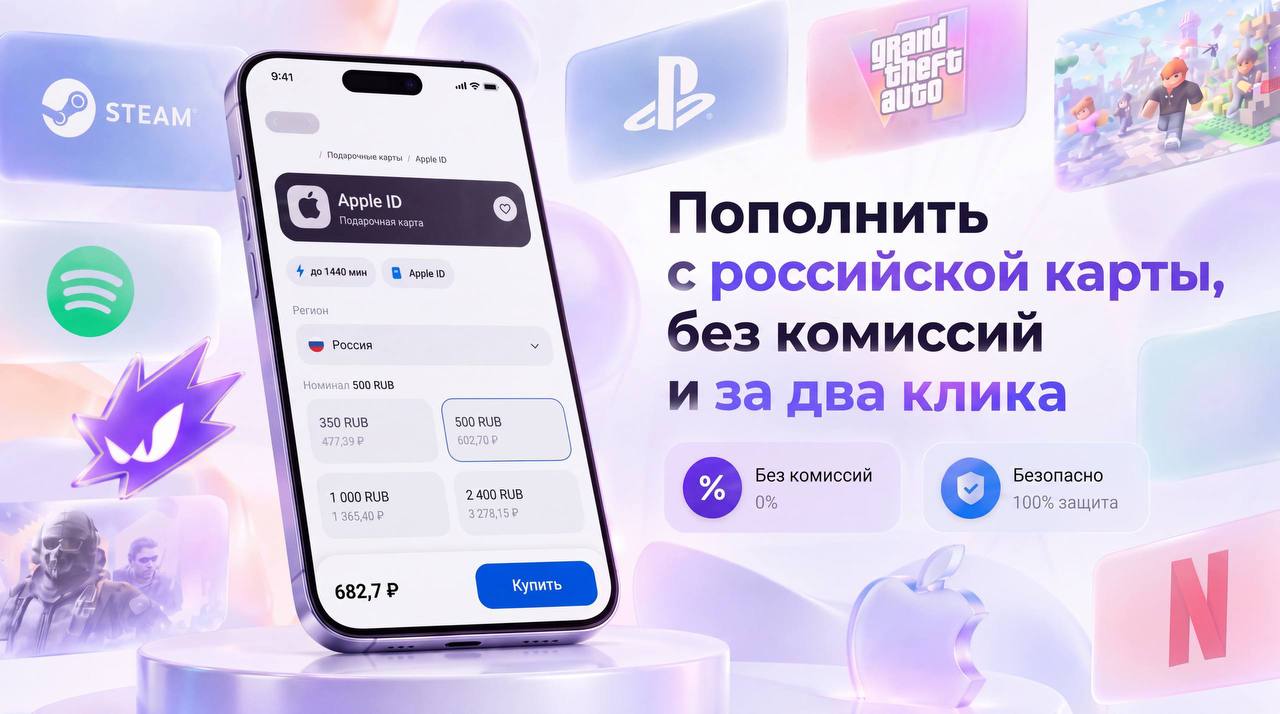 STEAM
9:41
/ Подарочные карты / Apple ID
Apple ID
Подарочная карта
до 1440 мин
Apple ID
Регион
Россия
Номинал 500 RUB
350 RUB
477,39 ₽
500 RUB
602,70 ₽
1 000 RUB
1 365,40 ₽
2 400 RUB
3 278,15 ₽
682,7 ₽
Купить
grand
theft
auto
Пополнить
с российской карты,
без комиссий
и за два клика
%
Без комиссий
0%
Безопасно
100% защита
N